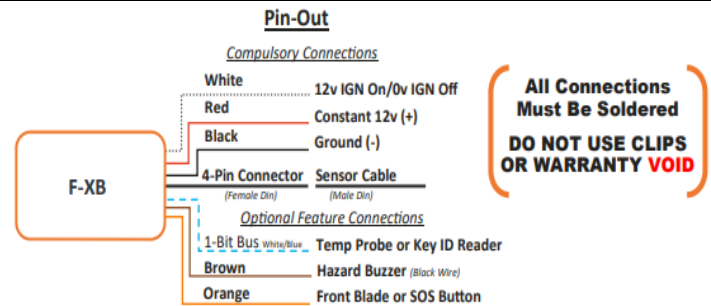 Pin-Out
Compulsory Connections
White 12v IGN On/0v IGN Off
Red Constant 12v (+)
Black Ground (-)
4-Pin Connector Sensor Cable
(Female Din) (Male Din)
F-XB
Optional Feature Connections
1-Bit Bus White/Blue Temp Probe or Key ID Reader
Brown Hazard Buzzer (Black Wire)
Orange Front Blade or SOS Button
All Connections
Must Be Soldered
DO NOT USE CLIPS
OR WARRANTY VOID